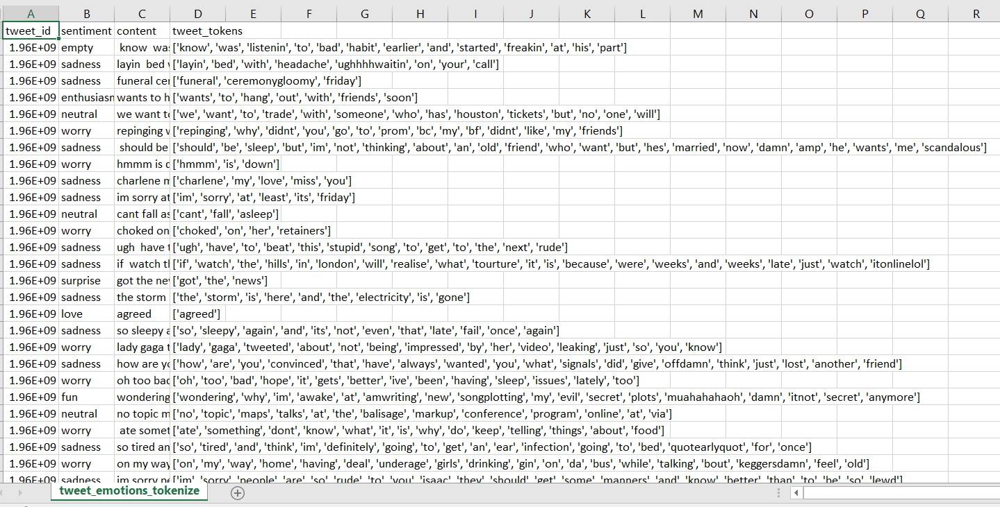 A B C D E F G H I J K L M N O P Q R
tweet_id sentiment content tweet_tokens
1.96E+09 empty know was ['know', 'was', 'listenin', 'to', 'bad', 'habit', 'earlier', 'and', 'started', 'freakin', 'at', 'his', 'part']
1.96E+09 sadness layin bed ['layin', 'bed', 'with', 'headache', 'ughhhhwaitin', 'on', 'your', 'call']
1.96E+09 sadness funeral cer ['funeral', 'ceremonygloomy', 'friday']
1.96E+09 enthusiasm wants to h ['wants', 'to', 'hang', 'out', 'with', 'friends', 'soon']
1.96E+09 neutral we want to ['we', 'want', 'to', 'trade', 'with', 'someone', 'who', 'has', 'houston', 'tickets', 'but', 'no', 'one', 'will']
1.96E+09 worry repinging w ['repinging', 'why', 'didnt', 'you', 'go', 'to', 'prom', 'bc', 'my', 'bf', 'didnt', 'like', 'my', 'friends']
1.96E+09 sadness should be ['should', 'be', 'sleep', 'but', 'im', 'not', 'thinking', 'about', 'an', 'old', 'friend', 'who', 'want', 'but', 'hes', 'married', 'now', 'damn', 'amp', 'he', 'wants', 'me', 'scandalous']
1.96E+09 worry hmmm is d ['hmmm', 'is', 'down']
1.96E+09 sadness charlene m ['charlene', 'my', 'love', 'miss', 'you']
1.96E+09 sadness im sorry at ['im', 'sorry', 'at', 'least', 'its', 'friday']
1.96E+09 neutral cant fall as ['cant', 'fall', 'asleep']
1.96E+09 worry choked on ['choked', 'on', 'her', 'retainers']
1.96E+09 sadness ugh have t ['ugh', 'have', 'to', 'beat', 'this', 'stupid', 'song', 'to', 'get', 'to', 'the', 'next', 'rude']
1.96E+09 sadness if watch th ['if', 'watch', 'the', 'hills', 'in', 'london', 'will', 'realise', 'what', 'tourture', 'it', 'is', 'because', 'were', 'weeks', 'and', 'weeks', 'late', 'just', 'watch', 'itonlinelol']
1.96E+09 surprise got the nev ['got', 'the', 'news']
1.96E+09 sadness the storm ['the', 'storm', 'is', 'here', 'and', 'the', 'electricity', 'is', 'gone']
1.96E+09 love agreed ['agreed']
1.96E+09 sadness so sleepy a ['so', 'sleepy', 'again', 'and', 'its', 'not', 'even', 'that', 'late', 'fail', 'once', 'again']
1.96E+09 worry lady gaga t ['lady', 'gaga', 'tweeted', 'about', 'not', 'being', 'impressed', 'by', 'her', 'video', 'leaking', 'just', 'so', 'you', 'know']
1.96E+09 sadness how are yo ['how', 'are', 'you', 'convinced', 'that', 'have', 'always', 'wanted', 'you', 'what', 'signals', 'did', 'give', 'offdamn', 'think', 'just', 'lost', 'another', 'friend']
1.96E+09 worry oh too bad ['oh', 'too', 'bad', 'hope', 'it', 'gets', 'better', 'ive', 'been', 'having', 'sleep', 'issues', 'lately', 'too']
1.96E+09 fun wondering ['wondering', 'why', 'im', 'awake', 'at', 'amwriting', 'new', 'songplotting', 'my', 'evil', 'secret', 'plots', 'muahahahaoh', 'damn', 'itnot', 'secret', 'anymore']
1.96E+09 neutral no topic m ['no', 'topic', 'maps', 'talks', 'at', 'the', 'balisage', 'markup', 'conference', 'program', 'online', 'at', 'via']
1.96E+09 worry ate somet ['ate', 'something', 'dont', 'know', 'what', 'it', 'is', 'why', 'do', 'keep', 'telling', 'things', 'about', 'food']
1.96E+09 sadness so tired an ['so', 'tired', 'and', 'think', 'im', 'definitely', 'going', 'to', 'get', 'an', 'ear', 'infection', 'going', 'to', 'bed', 'quotearlyquot', 'for', 'once']
1.96E+09 worry on my way ['on', 'my', 'way', 'home', 'having', 'deal', 'underage', 'girls', 'drinking', 'gin', 'on', 'da', 'bus', 'while', 'talking', 'bout', 'keggersdamn', 'feel', 'old']
1.96E+09 sadness im sorry pe ['im', 'sorry', 'people', 'are', 'so', 'rude', 'to', 'you', 'isaac', 'they', 'should', 'get', 'some', 'manners', 'and', 'know', 'better', 'than', 'to', 'be', 'so', 'lewd']
tweet_emotions_tokenize